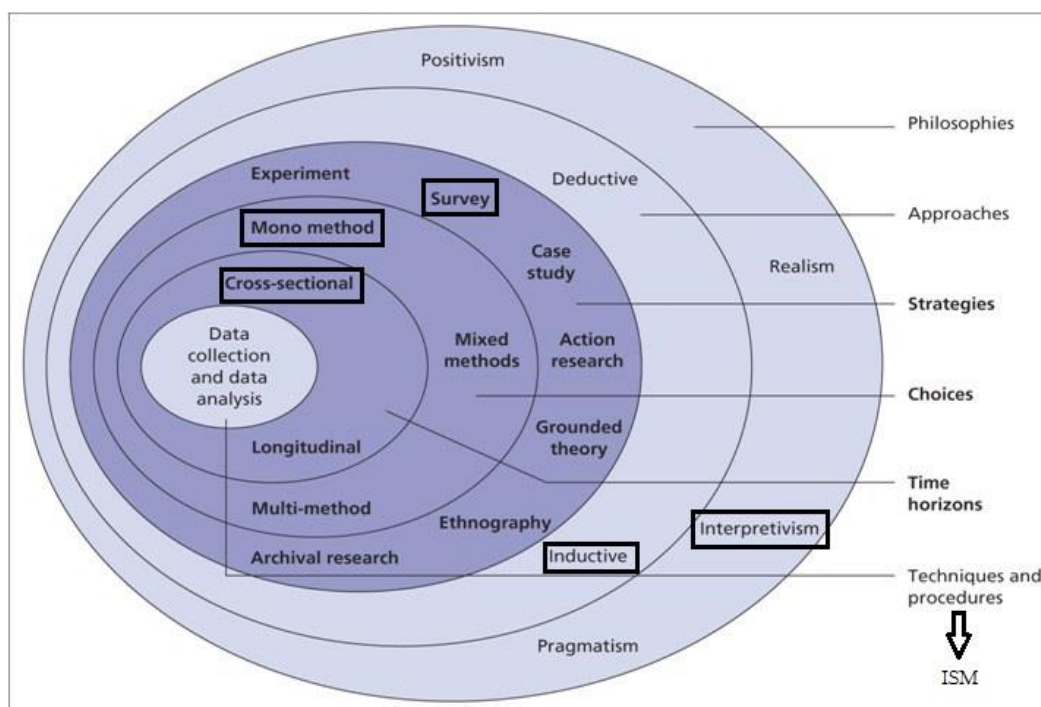 Positivism
Philosophies
Experiment
Deductive
Survey
Approaches
Mono method
Case
study
Realism
Cross-sectional
Strategies
Data
collection
and data
analysis
Mixed
methods
Action
research
Choices
Grounded
theory
Longitudinal
Time
horizons
Multi-method
Ethnography
Interpretivism
Archival research
Inductive
Techniques and
procedures
Pragmatism
ISM